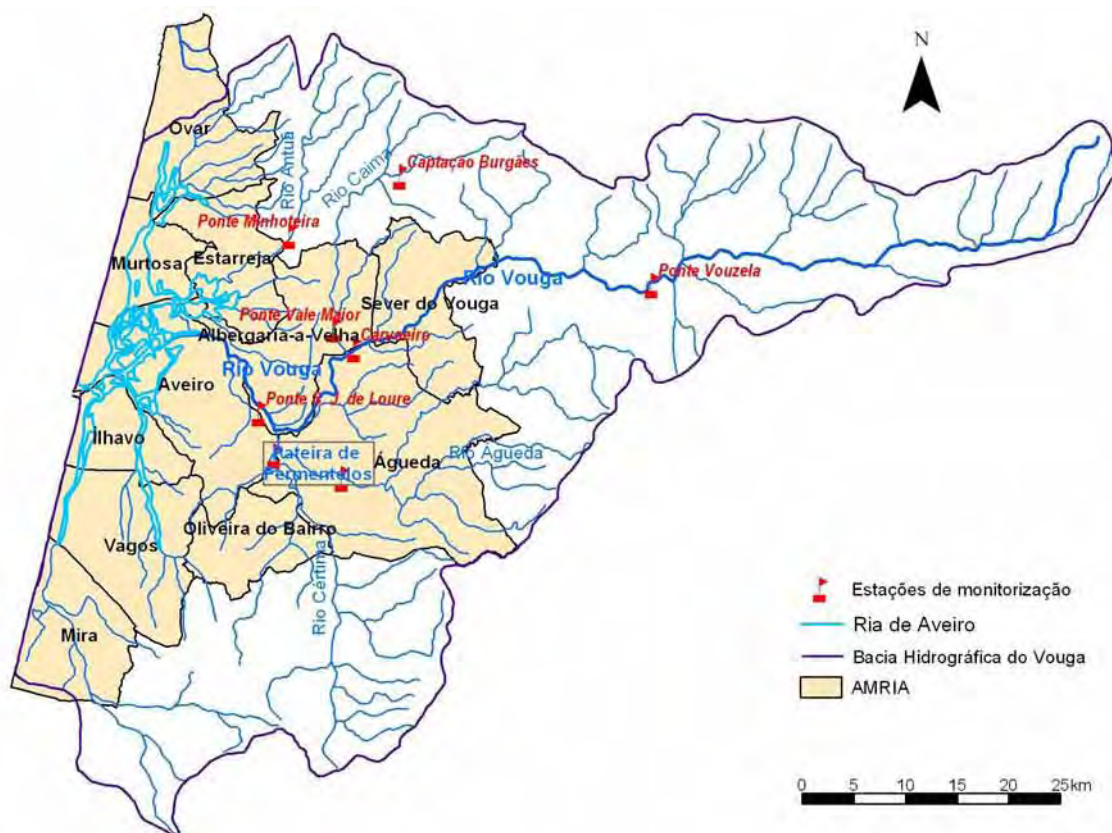 N
Ovar
Rio Antuã
Rio Caima
Captação Burgães
Ponte Minhoteira
Estarreja
Murtosa
Rio Vouga
Ponte Vouzela
Sever do Vouga
Ponte Vale Maior
Albergaria-a-Velha
Carvoeiro
Rio Vouga
Aveiro
Ponte S. J. de Loure
Ílhavo
Pateira de
Fermentelos
Águeda
Rio Águeda
Oliveira do Bairro
Vagos
Rio Cértima
Mira
Estações de monitorização
Ria de Aveiro
Bacia Hidrográfica do Vouga
AMRIA
0 5 10 15 20 25km